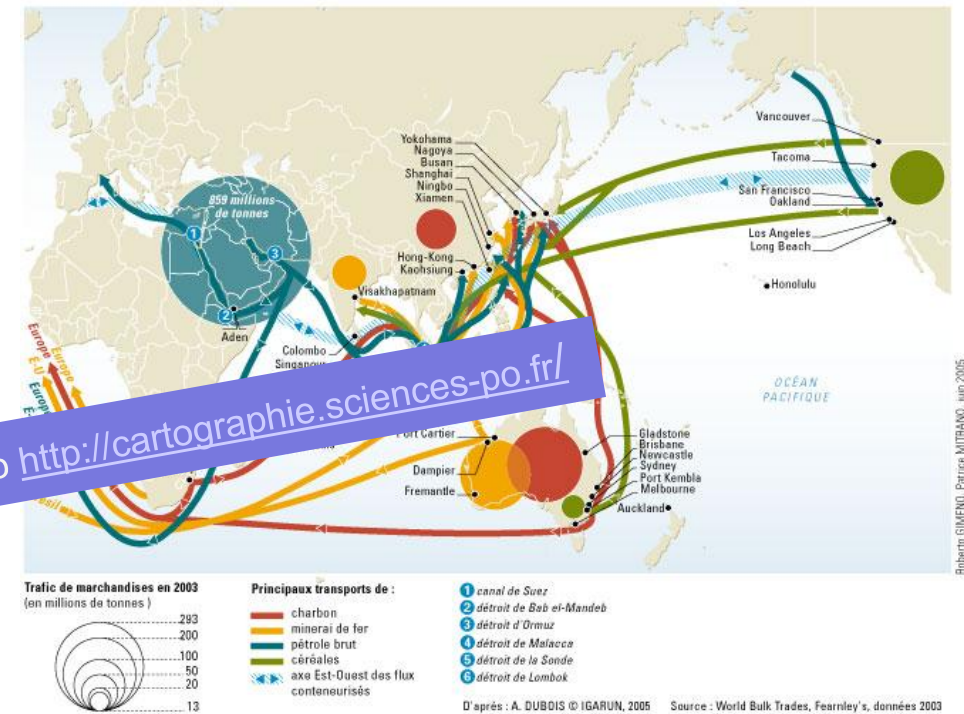 Vancouver
Yokohama
Nagoya
Busan
Shanghai
Ningbo
Xiamen
Tacoma
San Francisco
Oakland
859 millions
de tonnes
1
3
2
Los Angeles
Long Beach
Hong-Kong
Kaohsiung
Honolulu
Visakhapatnam
Aden
Colombo
Europe
Europe
E-U
Europe
http://cartographie.sciences-po.fr/
OCÉAN
PACIFIQUE
Port Cartier
Dampier
Fremantle
Gladstone
Brisbane
Newcastle
Sydney
Port Kembla
Melbourne
Auckland
Roberto GIMENO, Patrice MITRANO, juin 2005
Trafic de marchandises en 2003
(en millions de tonnes )
293
200
100
50
20
13
Principaux transports de :
charbon
minerai de fer
pétrole brut
céréales
axe Est-Ouest des flux
conteneurisés
1 canal de Suez
2 détroit de Bab el-Mandeb
3 détroit d'Ormuz
4 détroit de Malacca
5 détroit de la Sonde
6 détroit de Lombok
D'après : A. DUBOIS © IGARUN, 2005 Source : World Bulk Trades, Fearnley's, données 2003